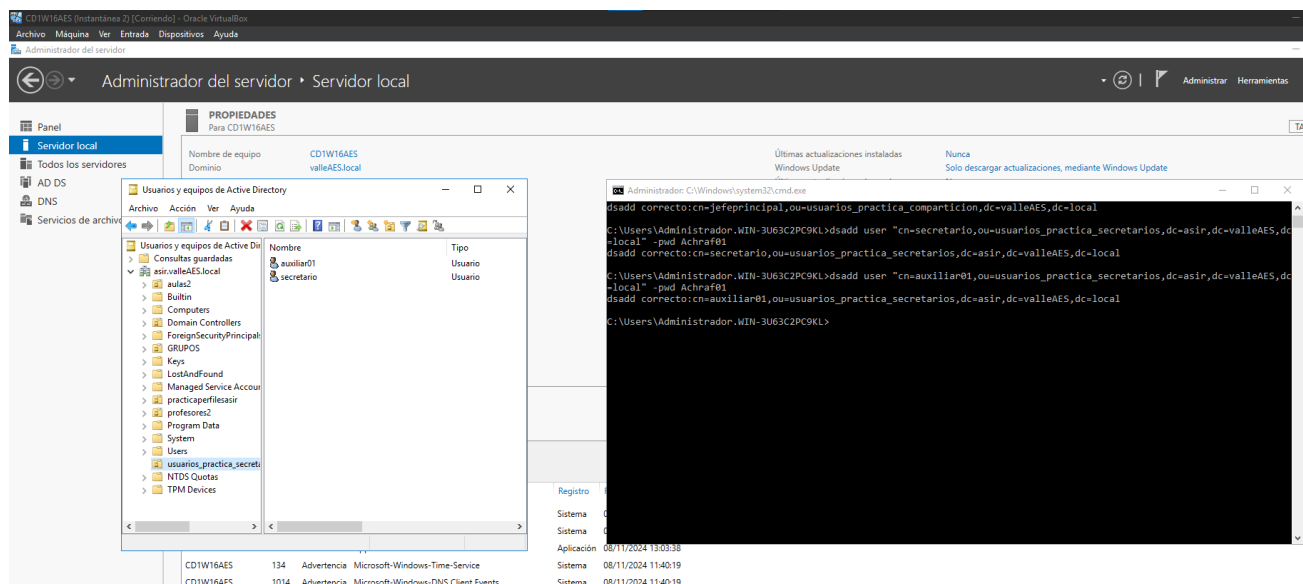 CD1W16AES (Instantánea 2) [Corriendo] - Oracle VirtualBox
Archivo Máquina Ver Entrada Dispositivos Ayuda
Administrador del servidor
Administrador del servidor ‣ Servidor local
Administrar Herramientas
Panel
Servidor local
Todos los servidores
AD DS
DNS
Servicios de archivo
PROPIEDADES
Para CD1W16AES
TA
Nombre de equipo CD1W16AES
Dominio valleAES.local
Últimas actualizaciones instaladas Nunca
Windows Update Solo descargar actualizaciones, mediante Windows Update
Usuarios y equipos de Active Directory
Archivo Acción Ver Ayuda
Usuarios y equipos de Active Dir
Consultas guardadas
asir.valleAES.local
aulas2
Builtin
Computers
Domain Controllers
ForeignSecurityPrincipals
GRUPOS
Keys
LostAndFound
Managed Service Accour
practicaperfilesasir
profesores2
Program Data
System
Users
usuarios_practica_secreta
NTDS Quotas
TPM Devices
Nombre Tipo
auxiliar01 Usuario
secretario Usuario
Administrador: C:\Windows\system32\cmd.exe
dsadd correcto:cn=jefeprincipal,ou=usuarios_practica_comparticion,dc=valleAES,dc=local
C:\Users\Administrador.WIN-3U63C2PC9KL>dsadd user "cn=secretario,ou=usuarios_practica_secretarios,dc=asir,dc=valleAES,dc
=local" -pwd Achraf01
dsadd correcto:cn=secretario,ou=usuarios_practica_secretarios,dc=asir,dc=valleAES,dc=local
C:\Users\Administrador.WIN-3U63C2PC9KL>dsadd user "cn=auxiliar01,ou=usuarios_practica_secretarios,dc=asir,dc=valleAES,dc
=local" -pwd Achraf01
dsadd correcto:cn=auxiliar01,ou=usuarios_practica_secretarios,dc=asir,dc=valleAES,dc=local
C:\Users\Administrador.WIN-3U63C2PC9KL>
Registro
Sistema
Sistema
Aplicación 08/11/2024 13:03:38
CD1W16AES 134 Advertencia Microsoft-Windows-Time-Service Sistema 08/11/2024 11:40:19
CD1W16AES 1014 Advertencia Microsoft-Windows-DNS Client Events Sistema 08/11/2024 11:40:19